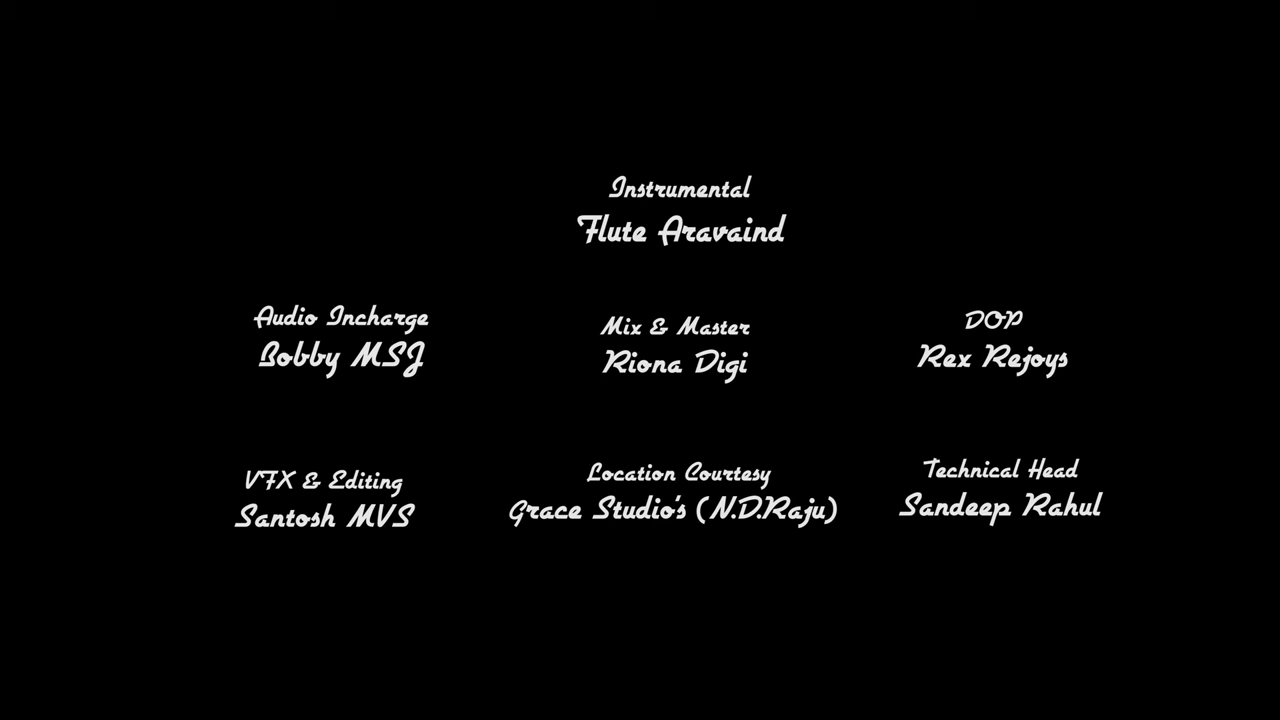 Instrumental
Flute Aravaind
Audio Incharge
Bobby MSJ
Mix & Master
Riona Digi
DOP
Rex Rejoys
VFX & Editing
Santosh MVS
Location Courtesy
Grace Studio's (N.D.Raju)
Technical Head
Sandeep Rahul